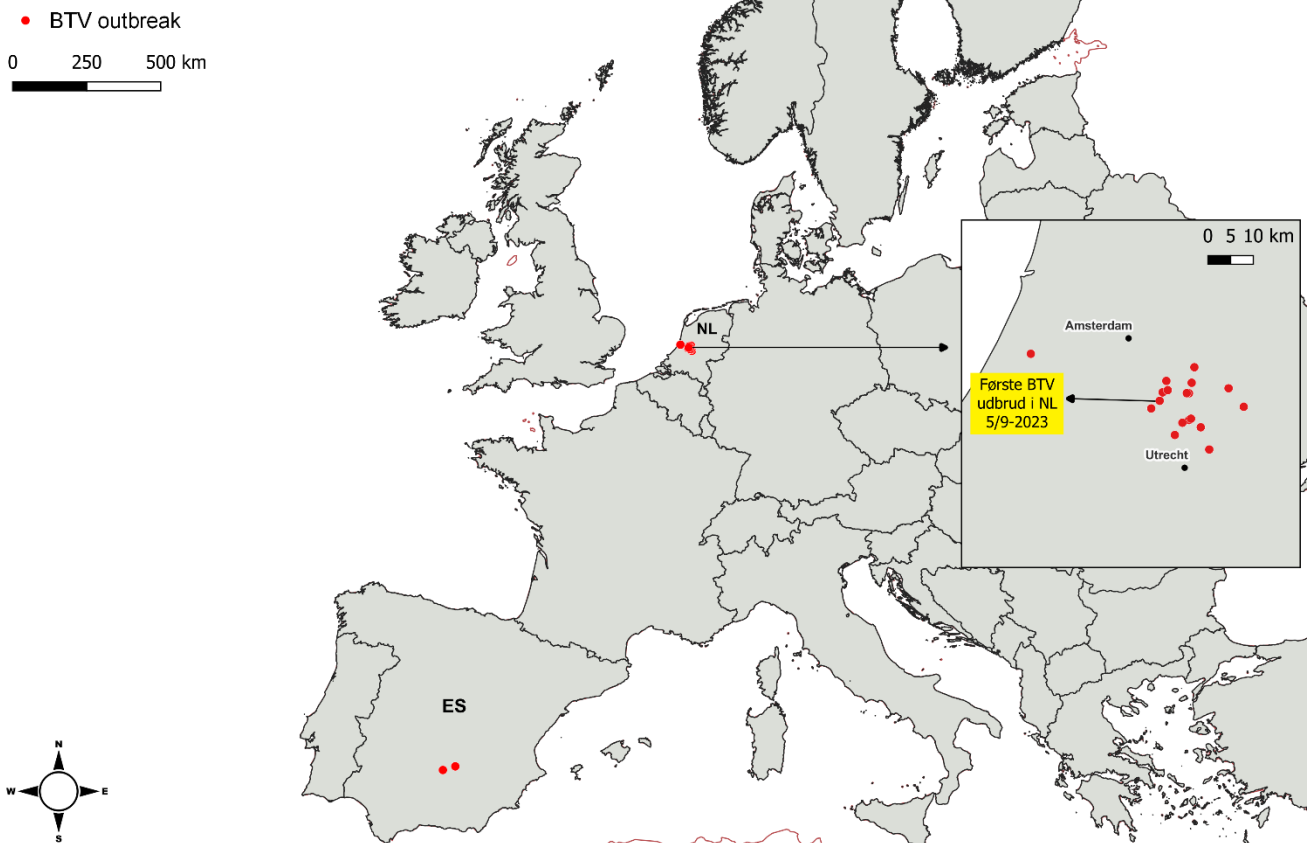 BTV outbreak
0 250 500 km
NL
ES
N
W E
S
0 5 10 km
Amsterdam
Første BTV
udbrud i NL
5/9-2023
Utrecht